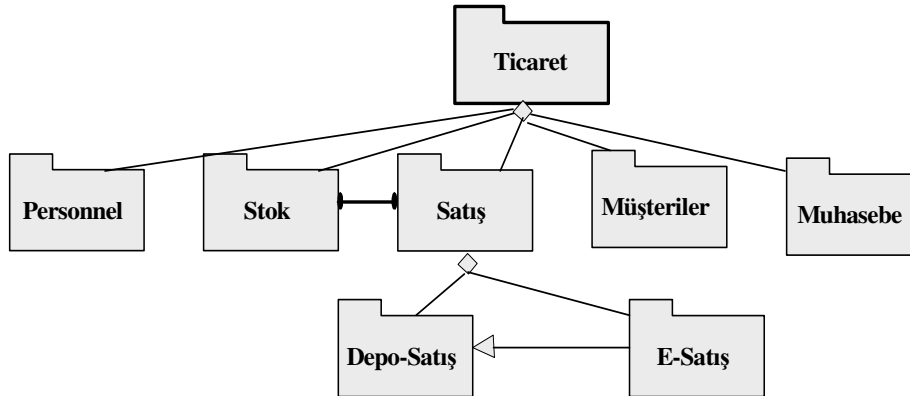 Ticaret
Personnel
Stok
Satış
Müşteriler
Muhasebe
Depo-Satış
E-Satış